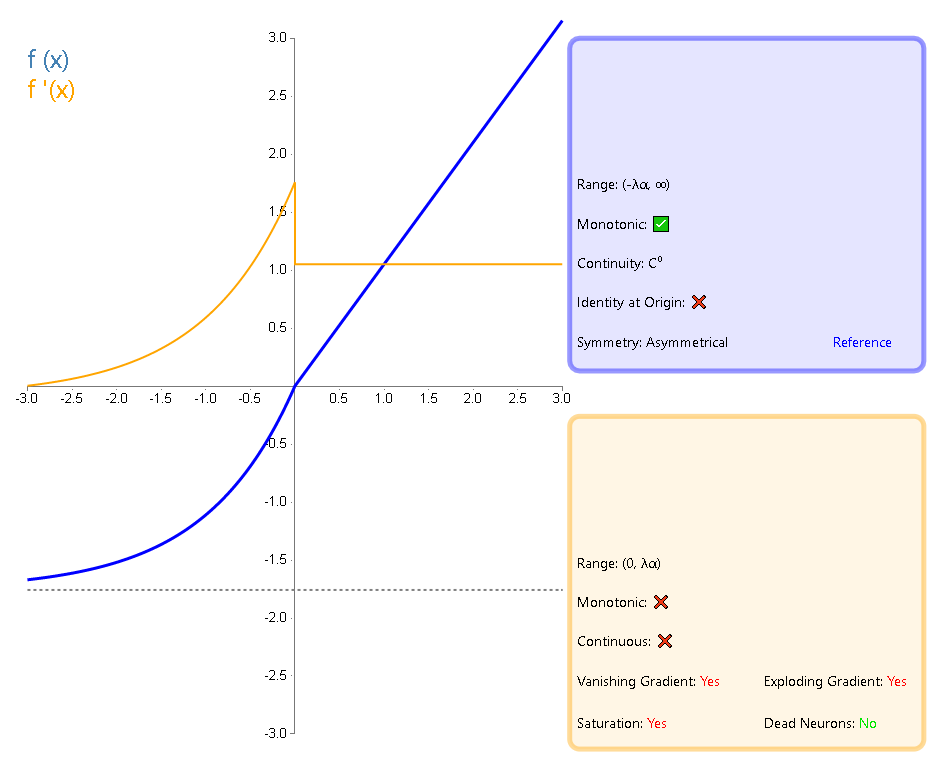 f (x)
f '(x)
3.0
2.5
2.0
1.5
1.0
0.5
-3.0 -2.5 -2.0 -1.5 -1.0 -0.5 0.5 1.0 1.5 2.0 2.5 3.0
-0.5
-1.0
-1.5
-2.0
-2.5
-3.0
Range: (-λα, ∞)
Monotonic: ✓
Continuity: C⁰
Identity at Origin: ✗
Symmetry: Asymmetrical Reference
Range: (0, λα)
Monotonic: ✗
Continuous: ✗
Vanishing Gradient: Yes Exploding Gradient: Yes
Saturation: Yes Dead Neurons: No